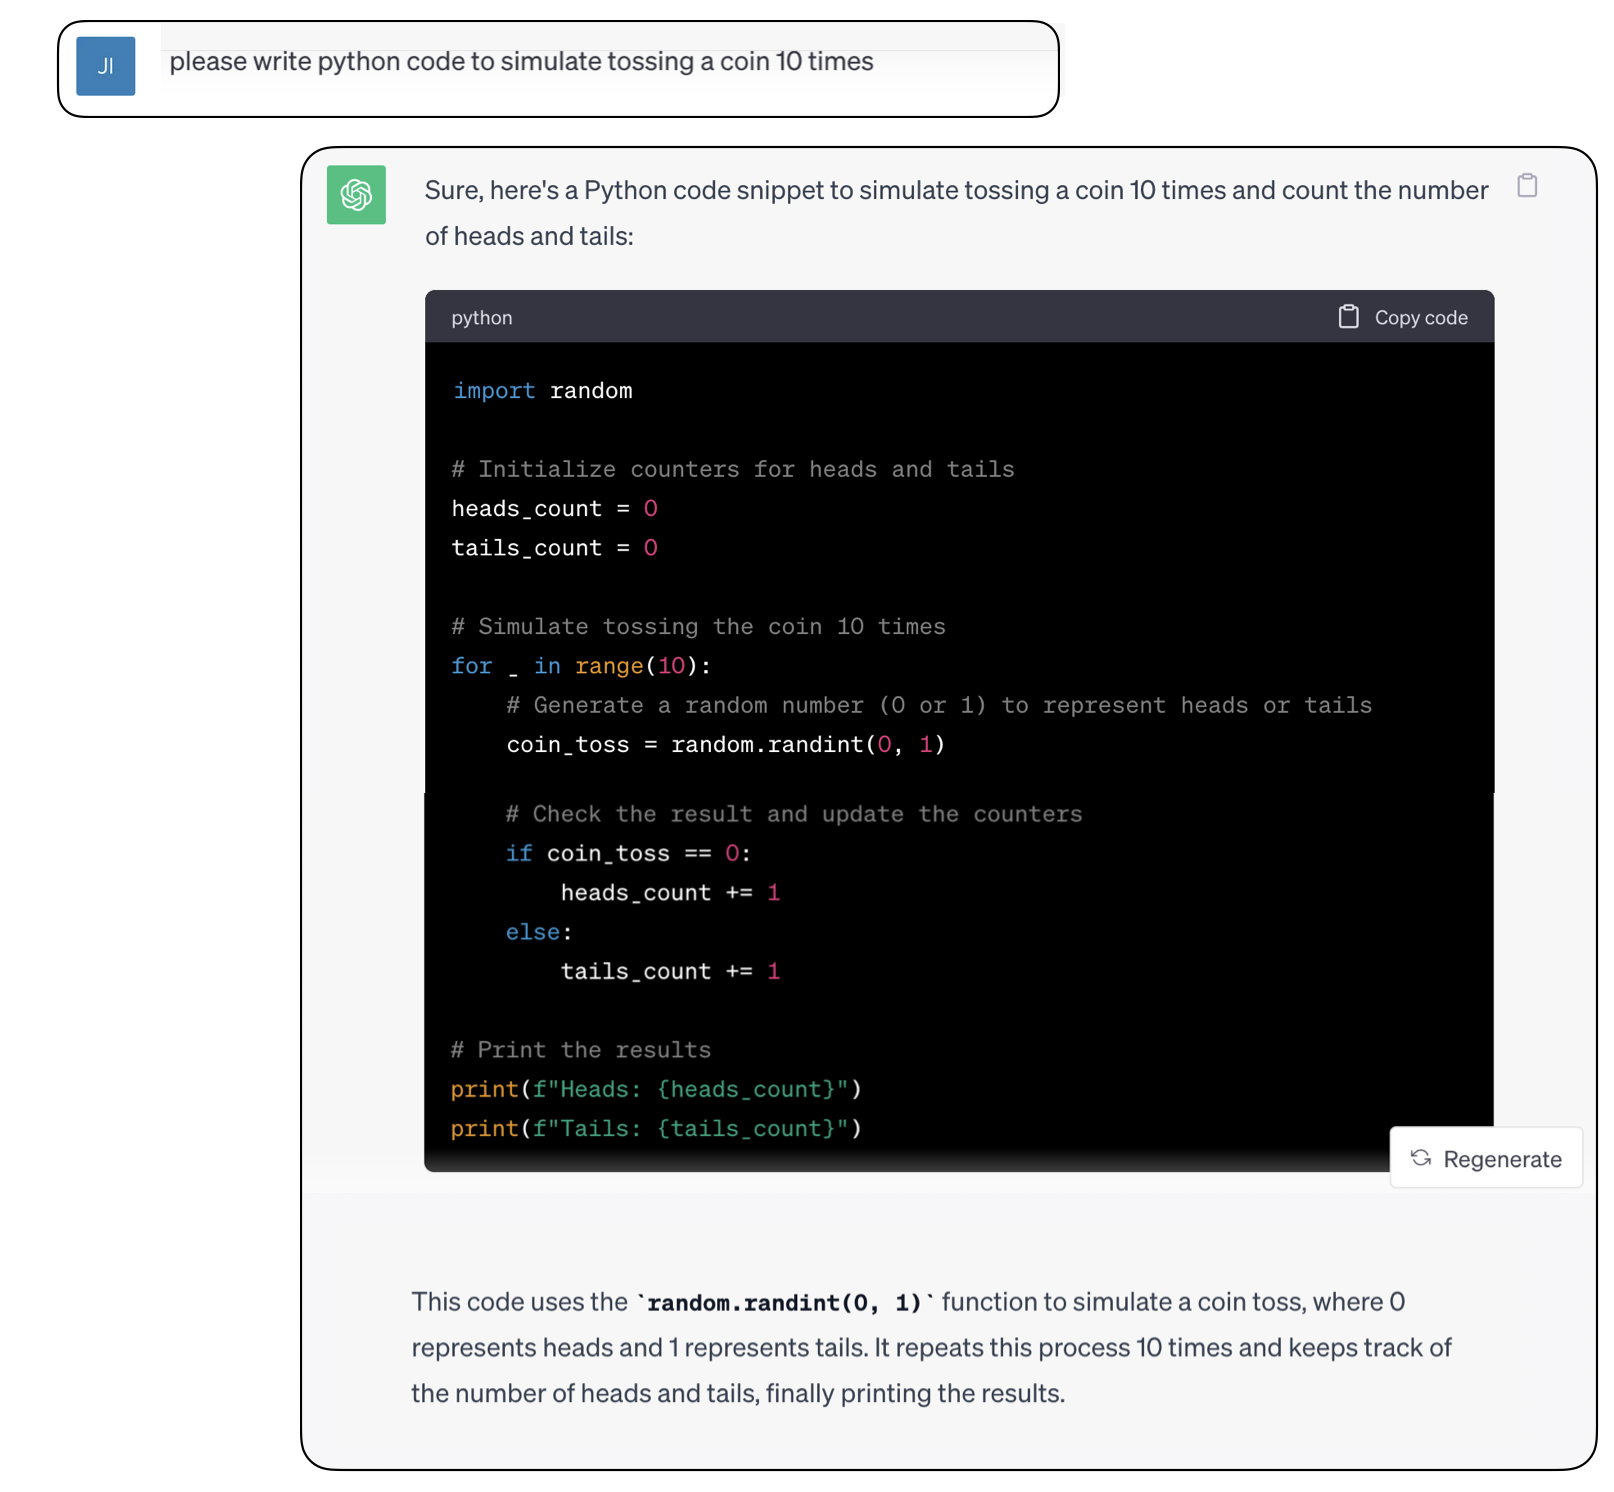 JI
please write python code to simulate tossing a coin 10 times
Sure, here's a Python code snippet to simulate tossing a coin 10 times and count the number
of heads and tails:
python
Copy code
import random
# Initialize counters for heads and tails
heads_count = 0
tails_count = 0
# Simulate tossing the coin 10 times
for _ in range(10):
    # Generate a random number (0 or 1) to represent heads or tails
    coin_toss = random.randint(0, 1)
    # Check the result and update the counters
    if coin_toss == 0:
        heads_count += 1
    else:
        tails_count += 1
# Print the results
print(f"Heads: {heads_count}")
print(f"Tails: {tails_count}")
Regenerate
This code uses the `random.randint(0, 1)` function to simulate a coin toss, where 0
represents heads and 1 represents tails. It repeats this process 10 times and keeps track of
the number of heads and tails, finally printing the results.